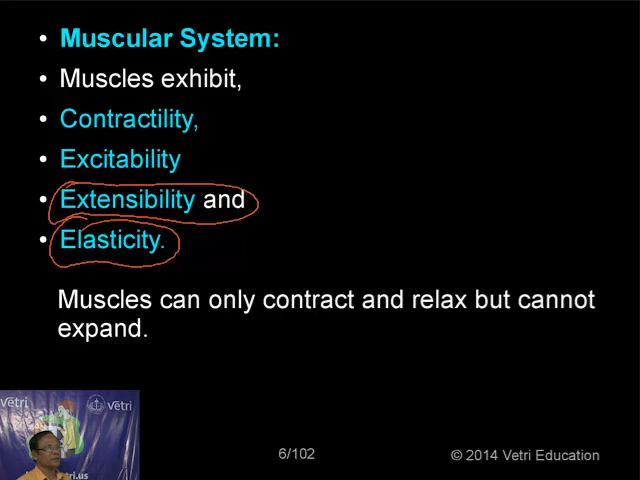 Muscular System:
Muscles exhibit,
Contractility,
Excitability
Extensibility and
Elasticity.
Muscles can only contract and relax but cannot
expand.
Vetri
Vetri
6/102
© 2014 Vetri Education